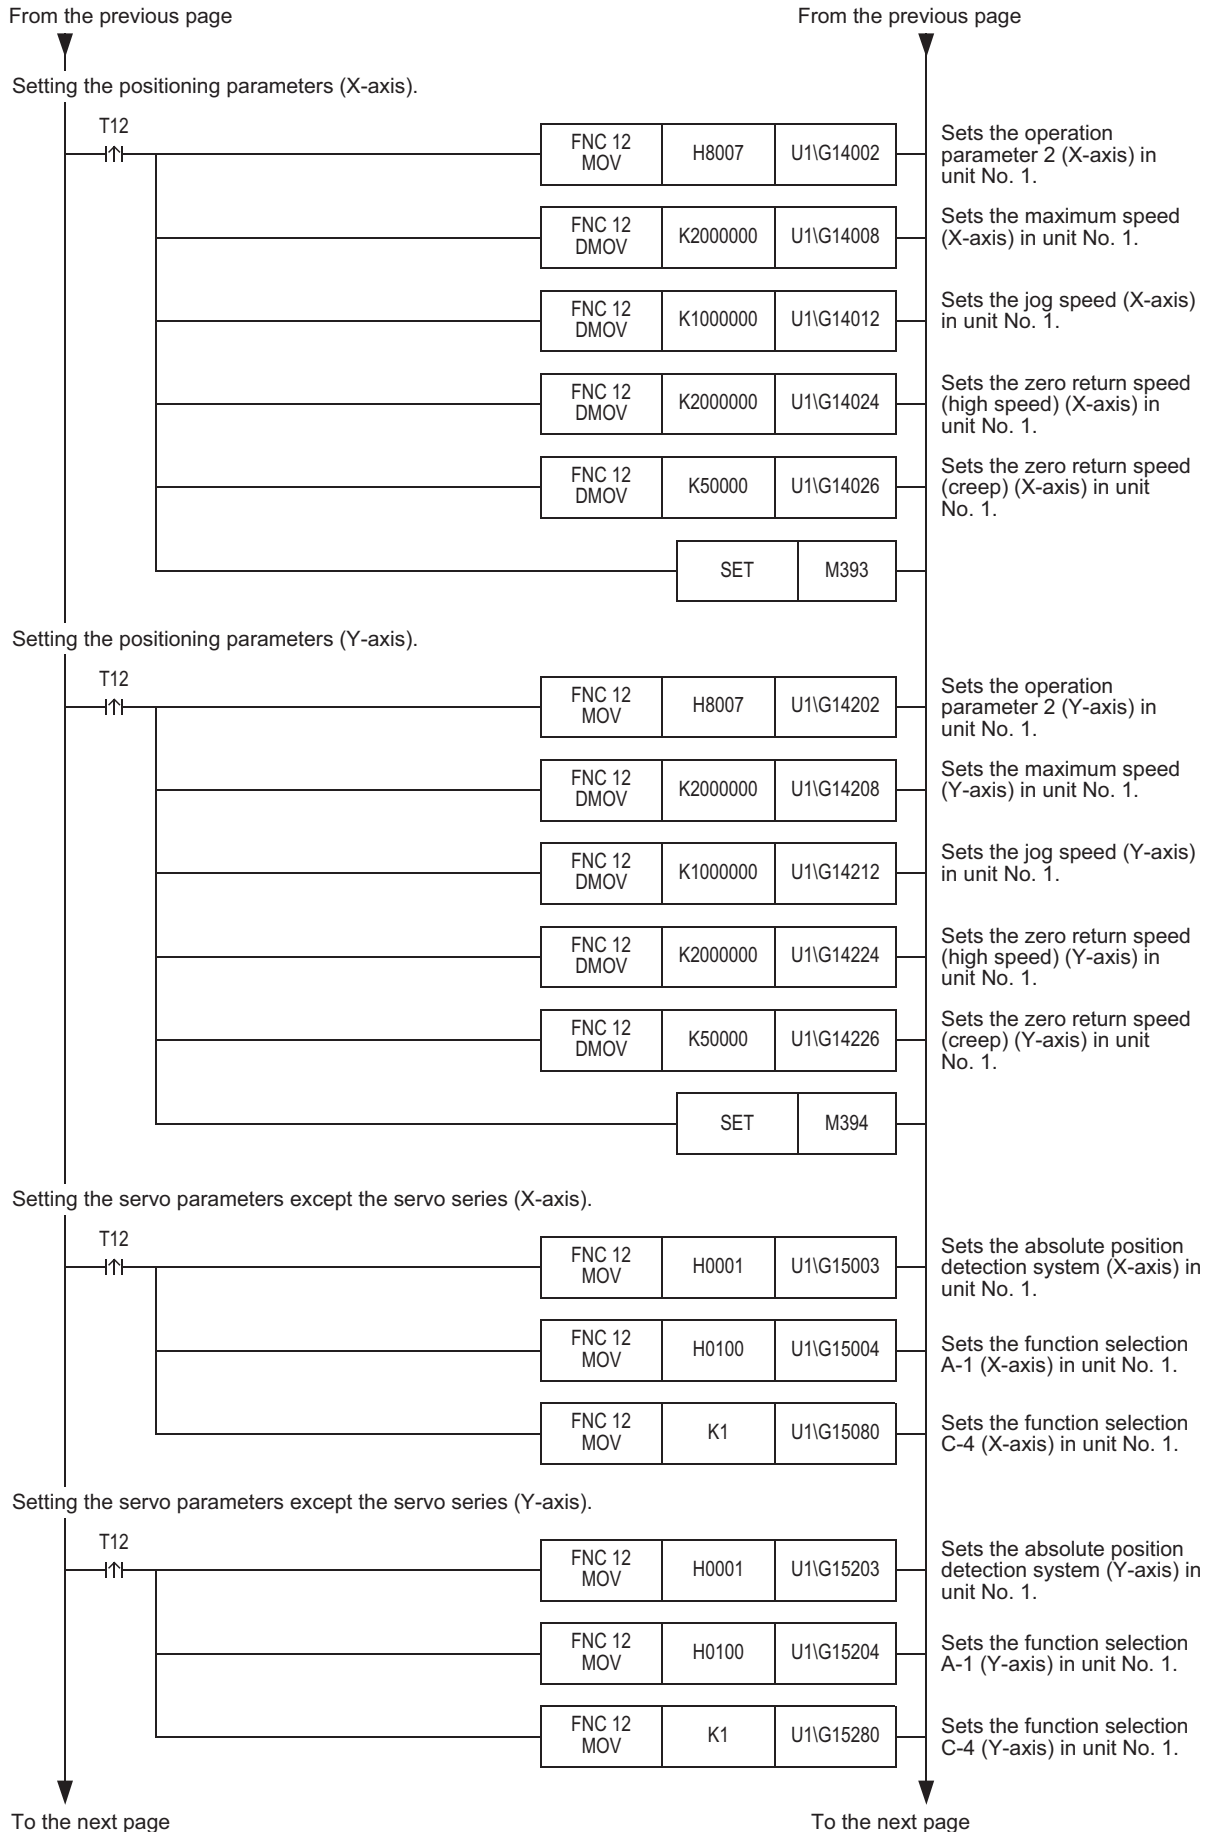 From the previous page
From the previous page
Setting the positioning parameters (X-axis).
T12
FNC 12
MOV
H8007
U1\G14002
Sets the operation
parameter 2 (X-axis) in
unit No. 1.
FNC 12
DMOV
K2000000
U1\G14008
Sets the maximum speed
(X-axis) in unit No. 1.
FNC 12
DMOV
K1000000
U1\G14012
Sets the jog speed (X-axis)
in unit No. 1.
FNC 12
DMOV
K2000000
U1\G14024
Sets the zero return speed
(high speed) (X-axis) in
unit No. 1.
FNC 12
DMOV
K50000
U1\G14026
Sets the zero return speed
(creep) (X-axis) in unit
No. 1.
SET
M393
Setting the positioning parameters (Y-axis).
T12
FNC 12
MOV
H8007
U1\G14202
Sets the operation
parameter 2 (Y-axis) in
unit No. 1.
FNC 12
DMOV
K2000000
U1\G14208
Sets the maximum speed
(Y-axis) in unit No. 1.
FNC 12
DMOV
K1000000
U1\G14212
Sets the jog speed (Y-axis)
in unit No. 1.
FNC 12
DMOV
K2000000
U1\G14224
Sets the zero return speed
(high speed) (Y-axis) in
unit No. 1.
FNC 12
DMOV
K50000
U1\G14226
Sets the zero return speed
(creep) (Y-axis) in unit
No. 1.
SET
M394
Setting the servo parameters except the servo series (X-axis).
T12
FNC 12
MOV
H0001
U1\G15003
Sets the absolute position
detection system (X-axis) in
unit No. 1.
FNC 12
MOV
H0100
U1\G15004
Sets the function selection
A-1 (X-axis) in unit No. 1.
FNC 12
MOV
K1
U1\G15080
Sets the function selection
C-4 (X-axis) in unit No. 1.
Setting the servo parameters except the servo series (Y-axis).
T12
FNC 12
MOV
H0001
U1\G15203
Sets the absolute position
detection system (Y-axis) in
unit No. 1.
FNC 12
MOV
H0100
U1\G15204
Sets the function selection
A-1 (Y-axis) in unit No. 1.
FNC 12
MOV
K1
U1\G15280
Sets the function selection
C-4 (Y-axis) in unit No. 1.
To the next page
To the next page